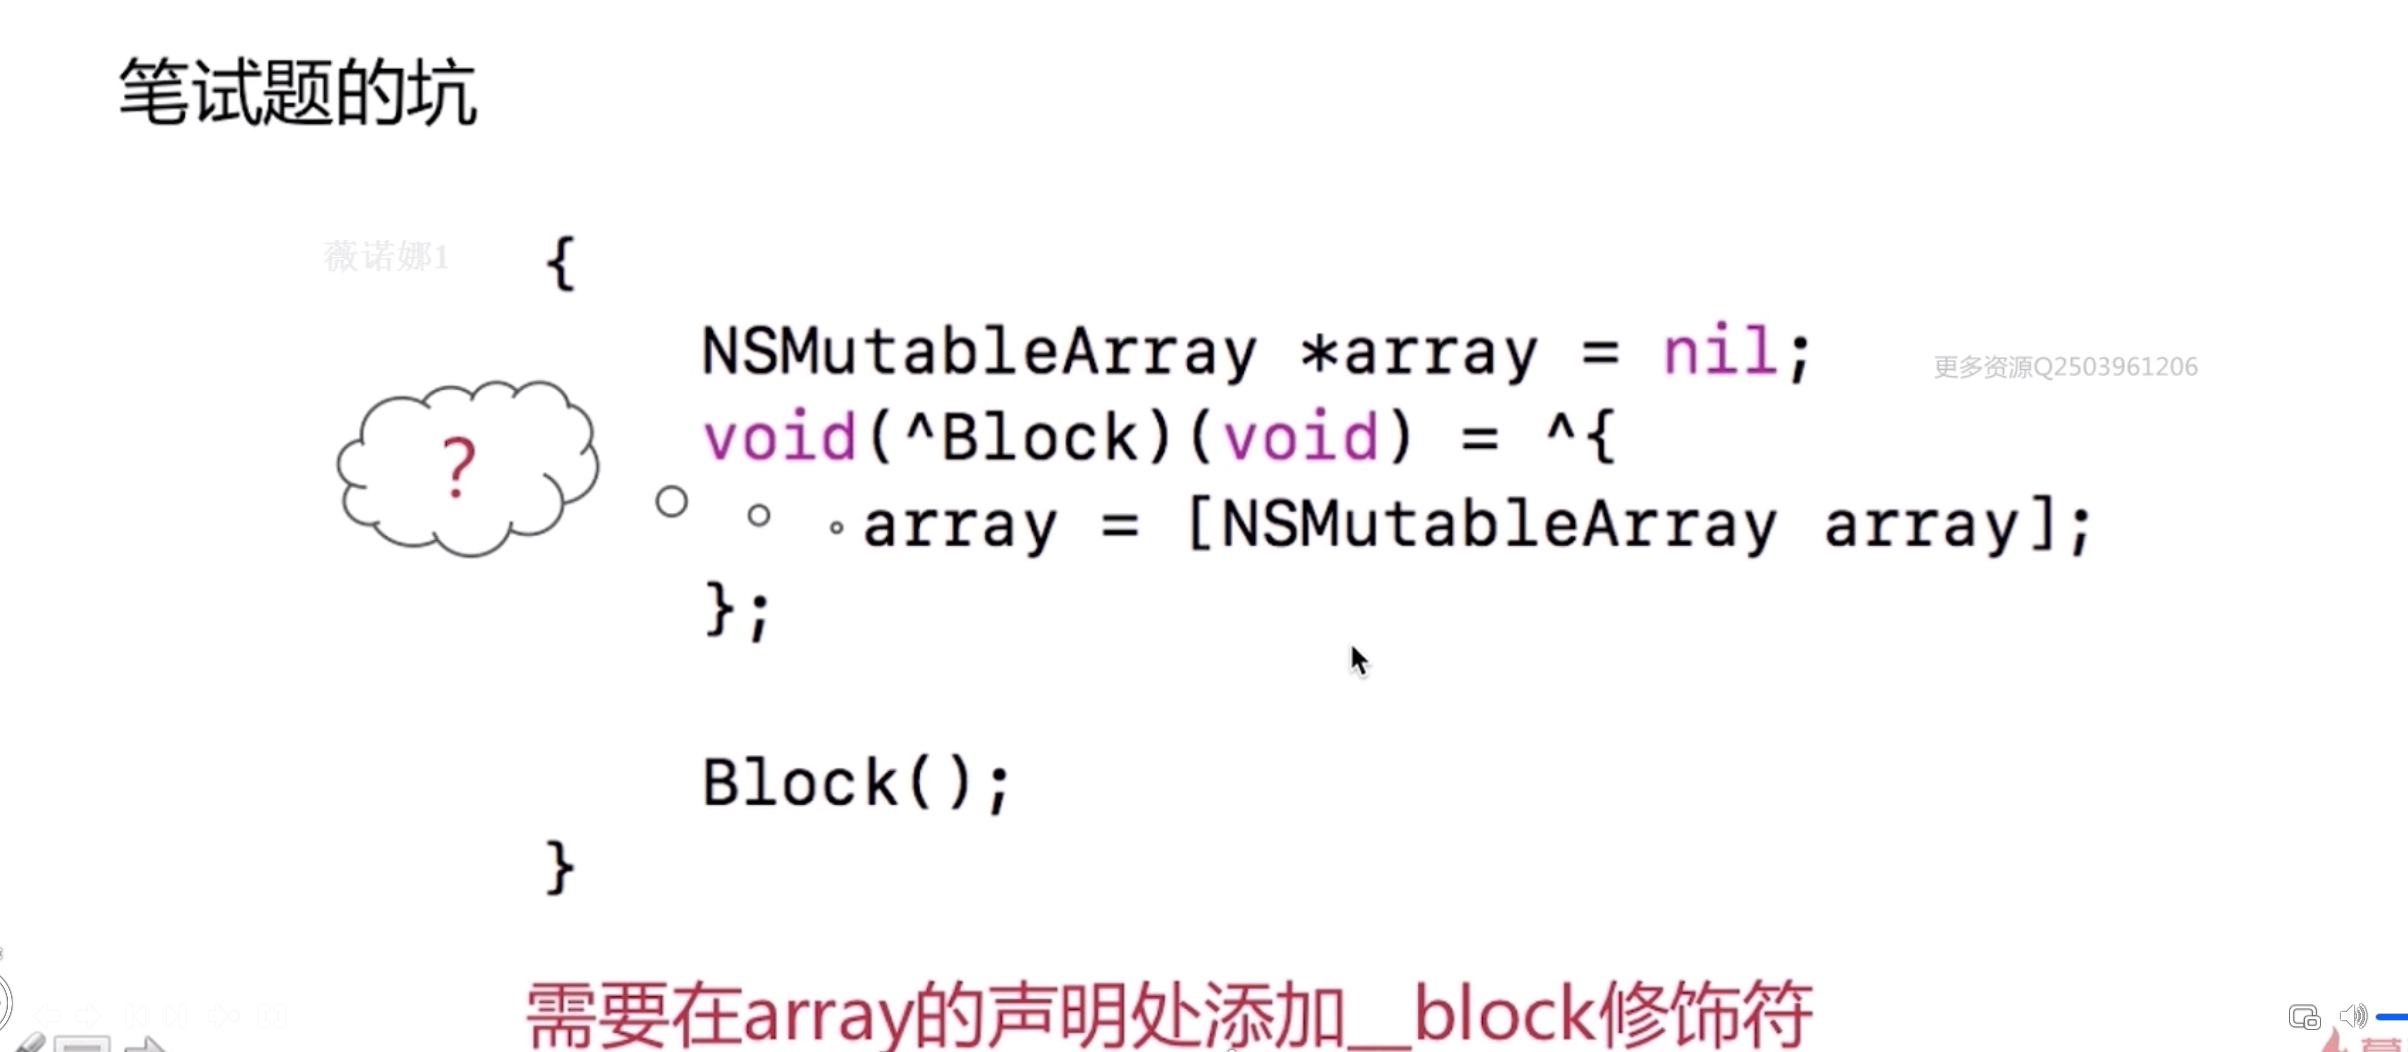 笔试题的坑
薇诺娜1
{
NSMutableArray *array = nil;
更多资源Q2503961206
void(^Block)(void) = ^{
?
array = [NSMutableArray array];
};
Block();
}
需要在array的声明处添加__block修饰符